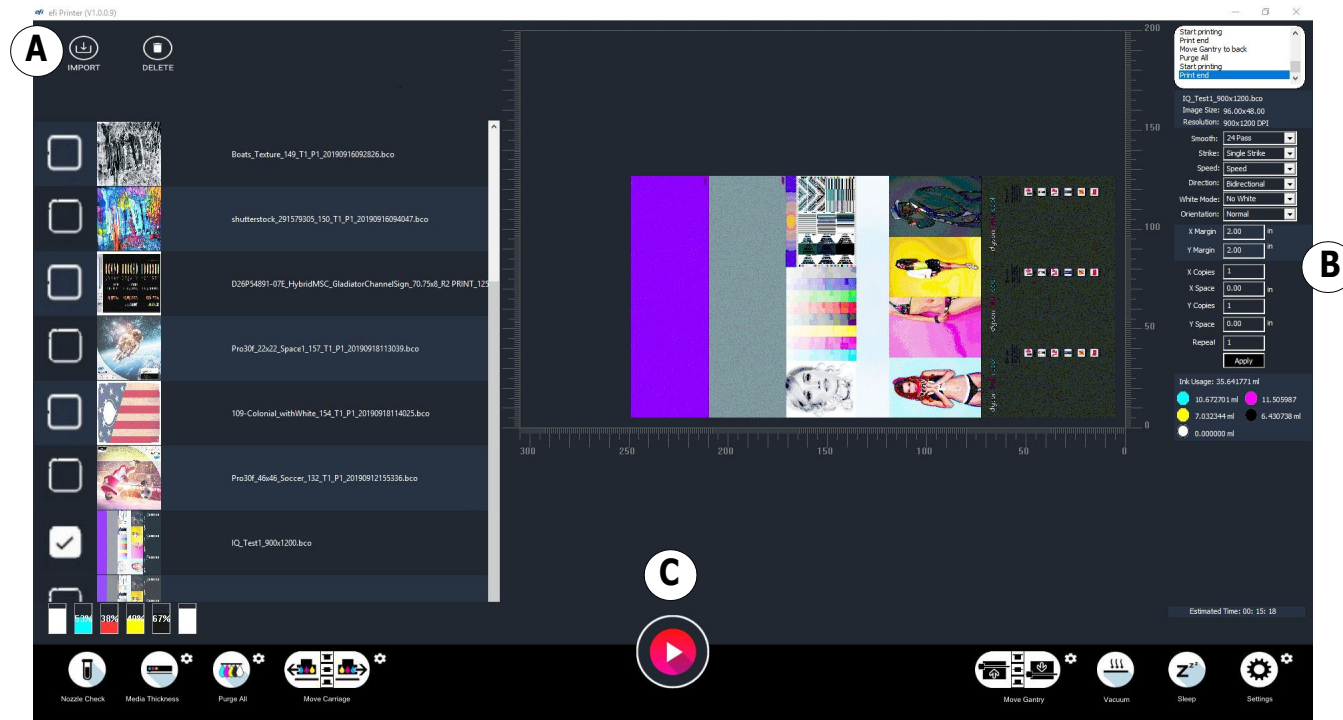 efi efi Printer (V1.0.0.9)
A
IMPORT
DELETE
Boats_Texture_149_T1_P1_20190916092826.bco
shutterstock_291579305_150_T1_P1_20190916094047.bco
D26P54891-07E_HybridMSC_GladiatorChannelSign_70.75x8_R2 PRINT_125
Pro30f_22x22_Space1_157_T1_P1_20190918113039.bco
109-Colonial_withWhite_154_T1_P1_20190918114025.bco
Pro30f_46x46_Soccer_132_T1_P1_20190912155336.bco
IQ_Test1_900x1200.bco
53% 38% 40% 67%
200
150
100
50
0
300 250 200 150 100 50 0
Start printing
Print end
Move Gantry to back
Purge All
Start printing
Print end
IQ_Test1_900x1200.bco
Image Size: 96.00x48.00
Resolution: 900x1200 DPI
Smooth: 24 Pass
Strike: Single Strike
Speed: Speed
Direction: Bidirectional
White Mode: No White
Orientation: Normal
X Margin 2.00 in
Y Margin 2.00 in
B
X Copies 1
X Space 0.00 in
Y Copies 1
Y Space 0.00 in
Repeat 1
Apply
Ink Usage: 35.641771 ml
10.672701 ml 11.505987
7.032344 ml 6.430738 ml
0.000000 ml
Estimated Time: 00: 15: 18
C
Nozzle Check
Media Thickness
Purge All
Move Carriage
Move Gantry
Vacuum
Zzz
Sleep
Settings